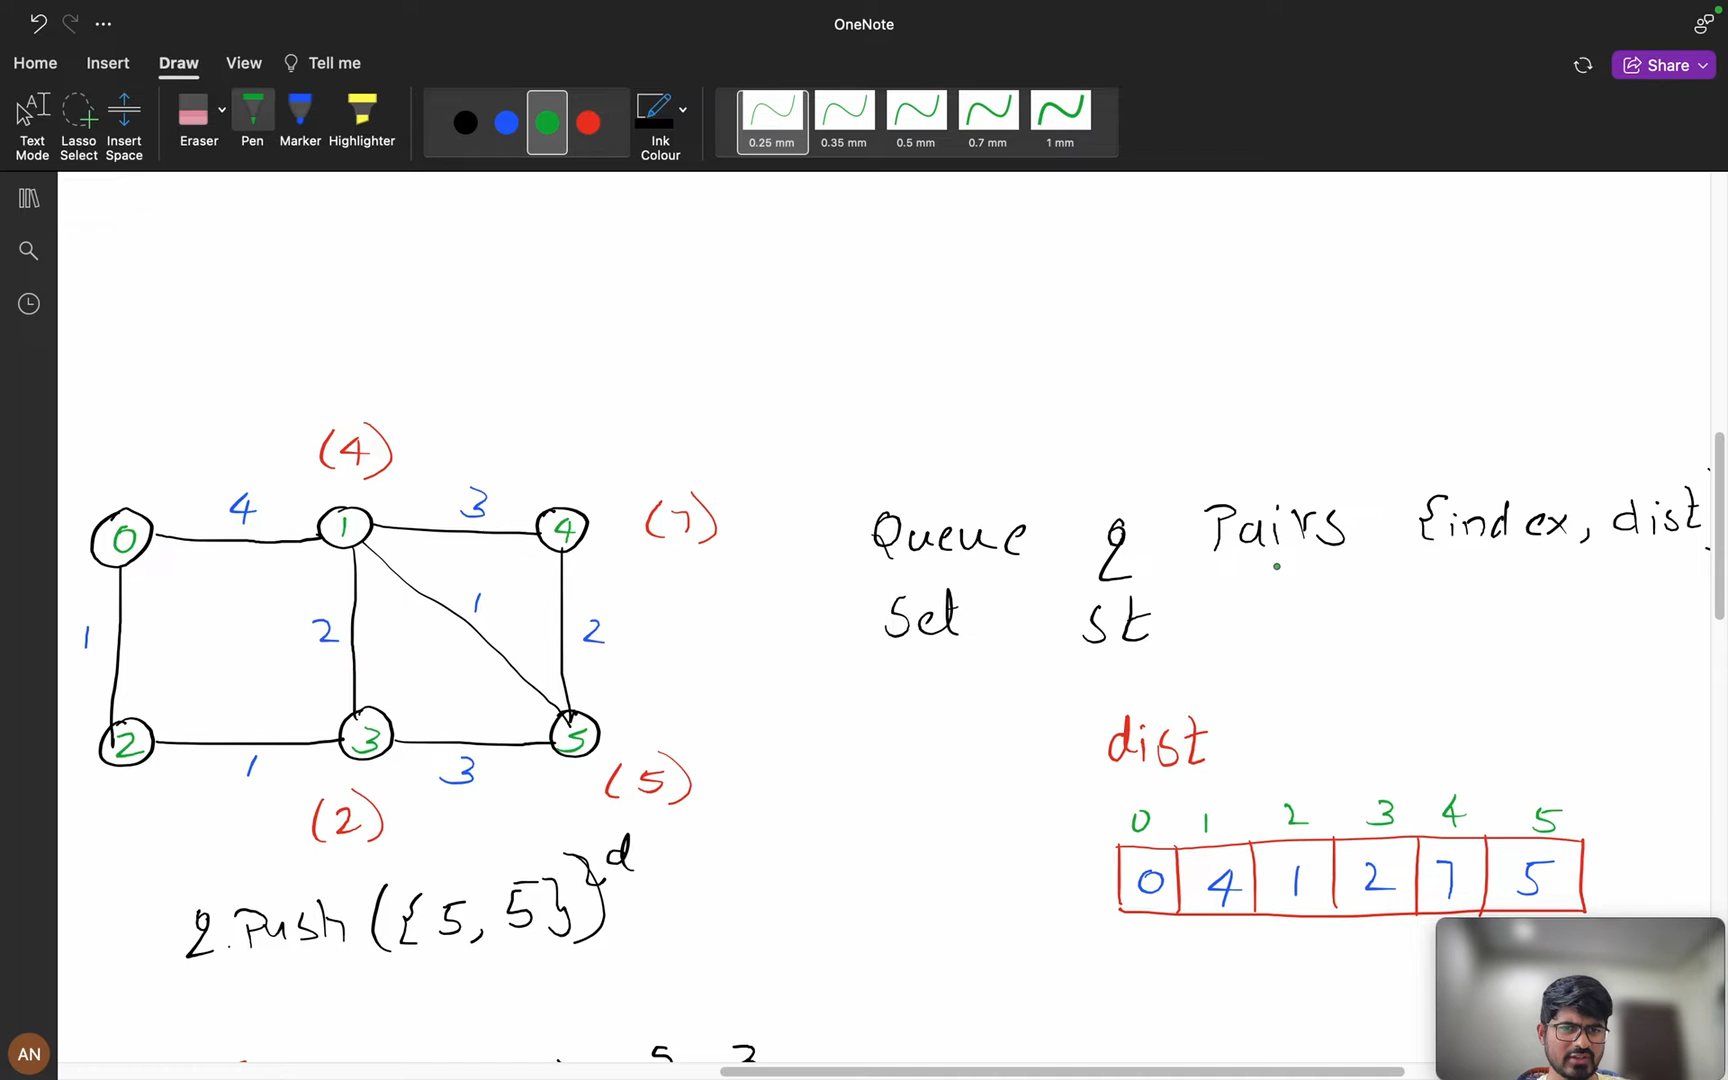 OneNote
Home Insert Draw View Tell me
Share
Text Mode
Lasso Select
Insert Space
Eraser
Pen
Marker
Highlighter
Ink Colour
0.25 mm
0.35 mm
0.5 mm
0.7 mm
1 mm
(4)
0 4 1 3 4 (7)
1 2 1 2
2 1 3 3 5
(2) (5)
q.push({5, 5})
d
Queue q Pairs {index, dist
Set st
dist
0 1 2 3 4 5
0 4 1 2 7 5
AN